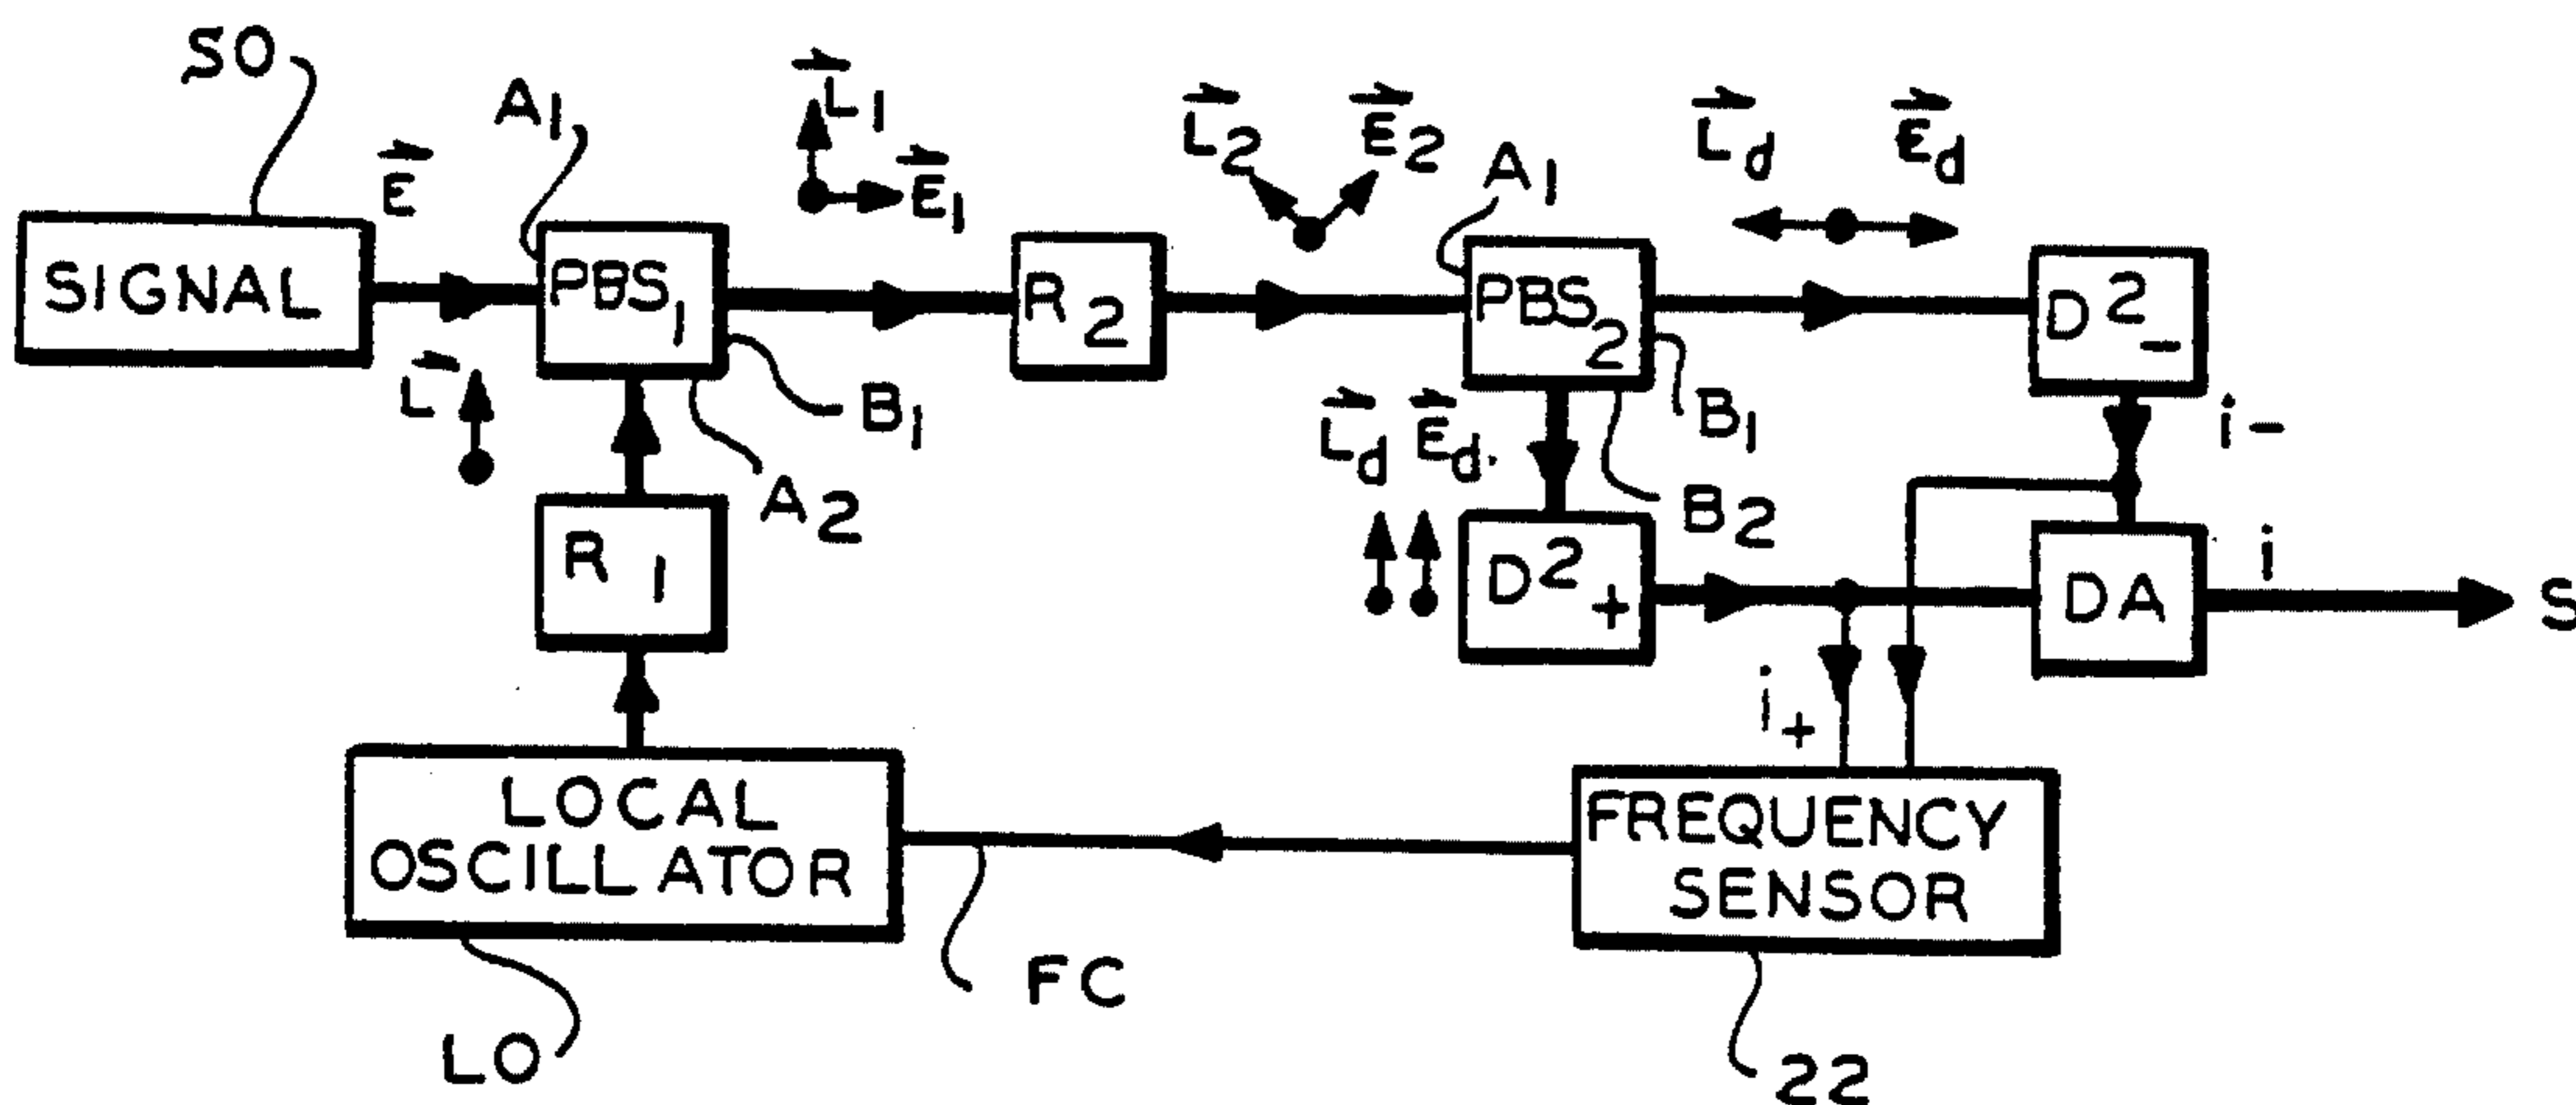 SO
A1
L1
E1
L2
E2
A1
Ld
Ed
E
SIGNAL
PBS1
R2
PBS2
D2-
L
B1
A2
Ld
Ed
B1
B2
i-
R1
D2+
DA
i
S
i+
LOCAL
OSCILLATOR
FREQUENCY
SENSOR
FC
LO
22